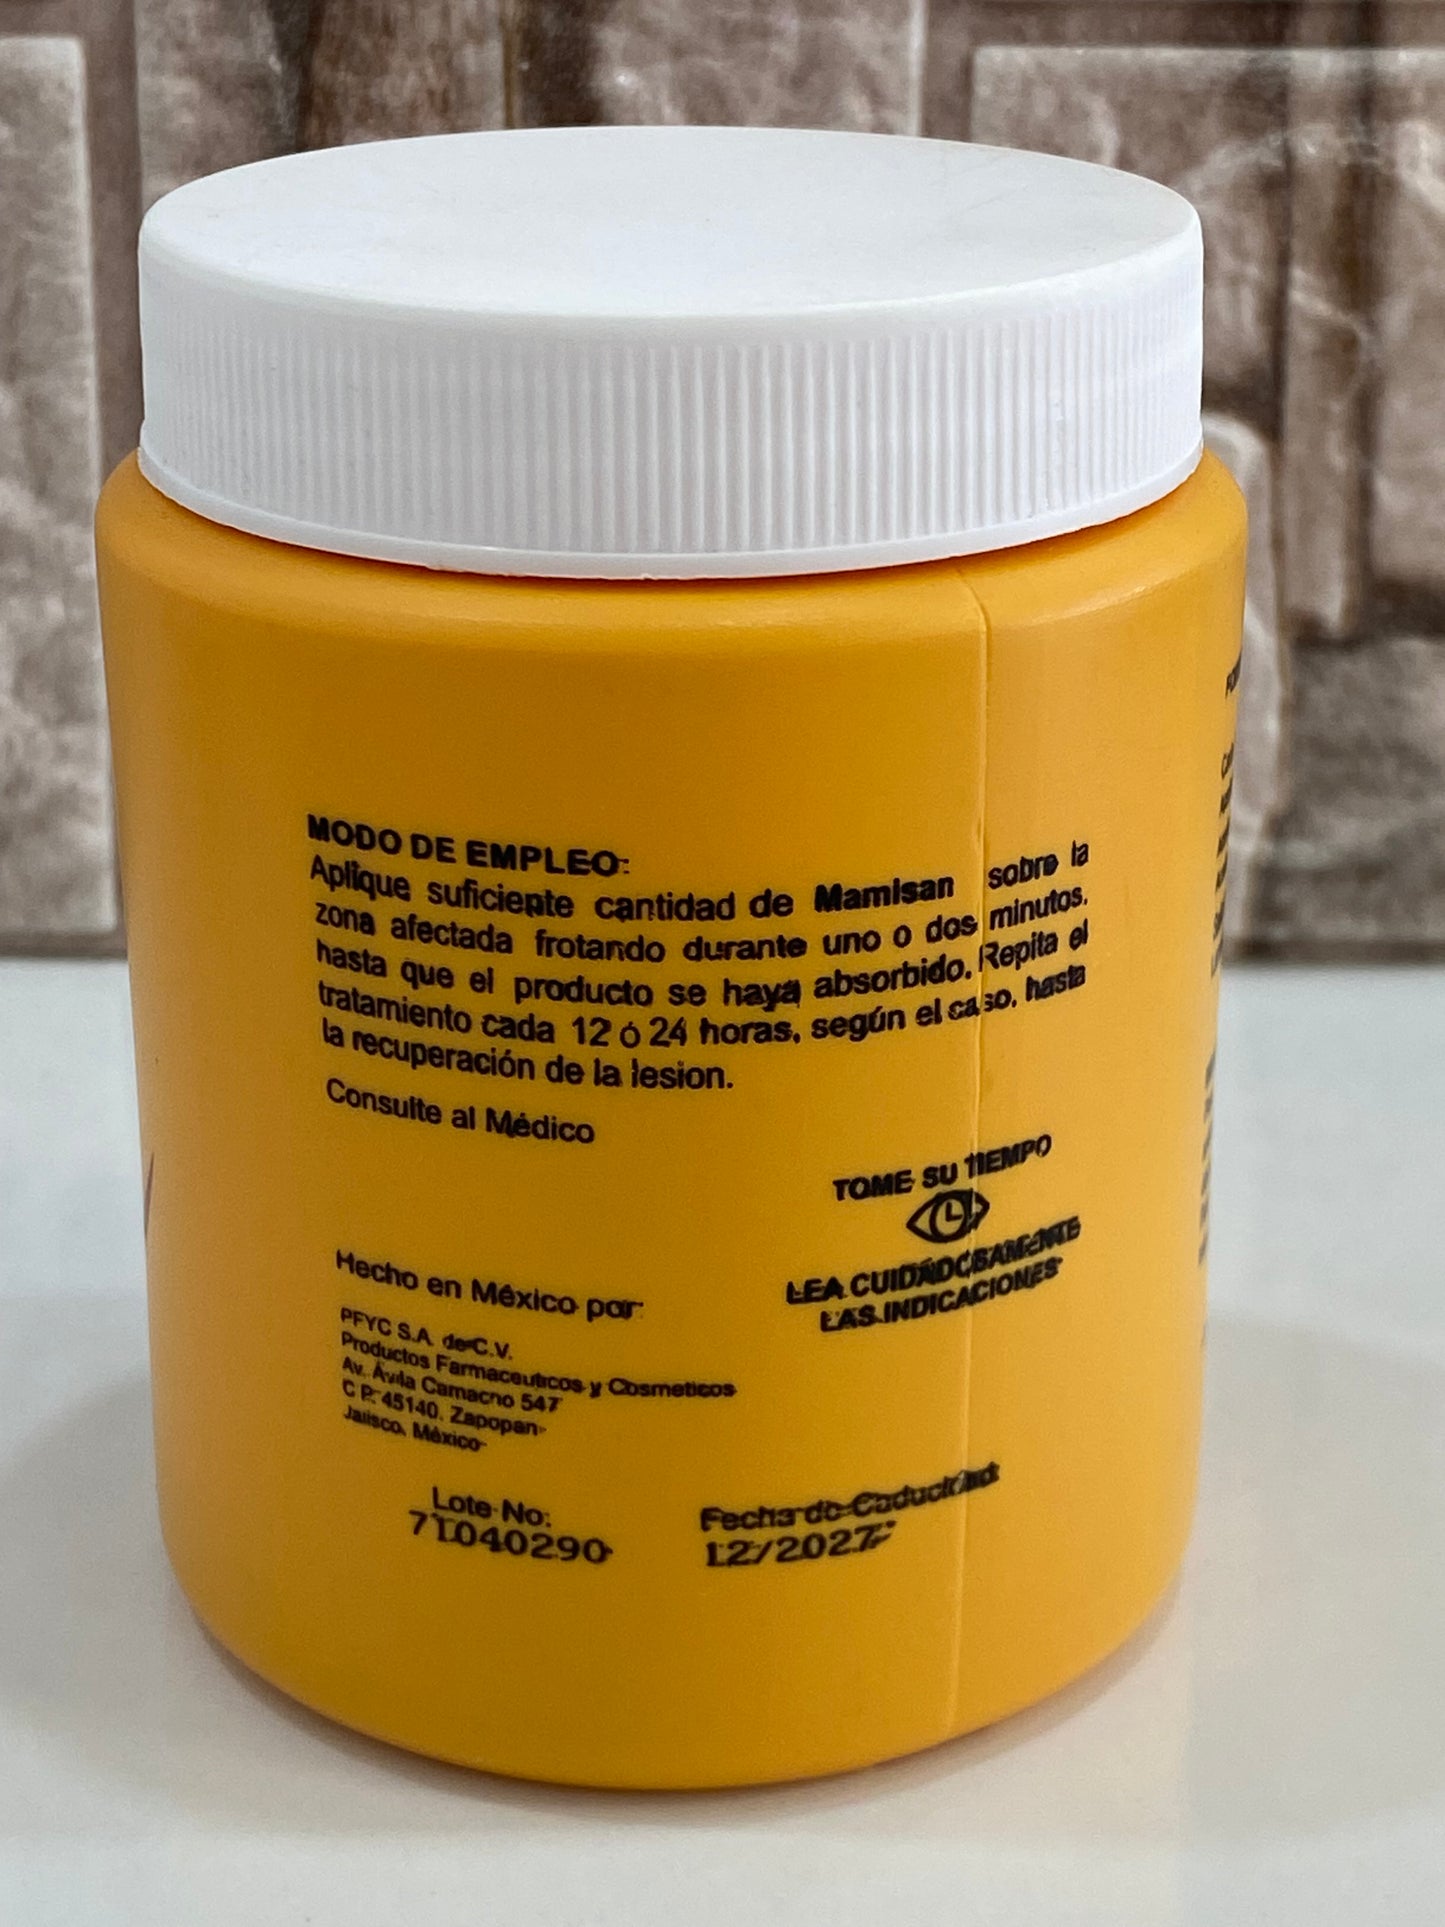 MODO DE EMPLEO:
Aplique suficiente cantidad de Mamisan sobre la
zona afectada frotando durante uno o dos minutos,
hasta que el producto se haya absorbido. Repita el
tratamiento cada 12 ó 24 horas, según el caso, hasta
la recuperación de la lesion.
Consulte al Médico
TOME SU TIEMPO
LEA CUIDADOSAMENTE
LAS INDICACIONES
Hecho en México por:
PFYC S.A. de C.V.
Productos Farmaceuticos y Cosmeticos
Av. Ávila Camacho 547
C.P. 45140, Zapopan
Jalisco, México
Lote No:
71040290
Fecha de Caducidad:
12/2027